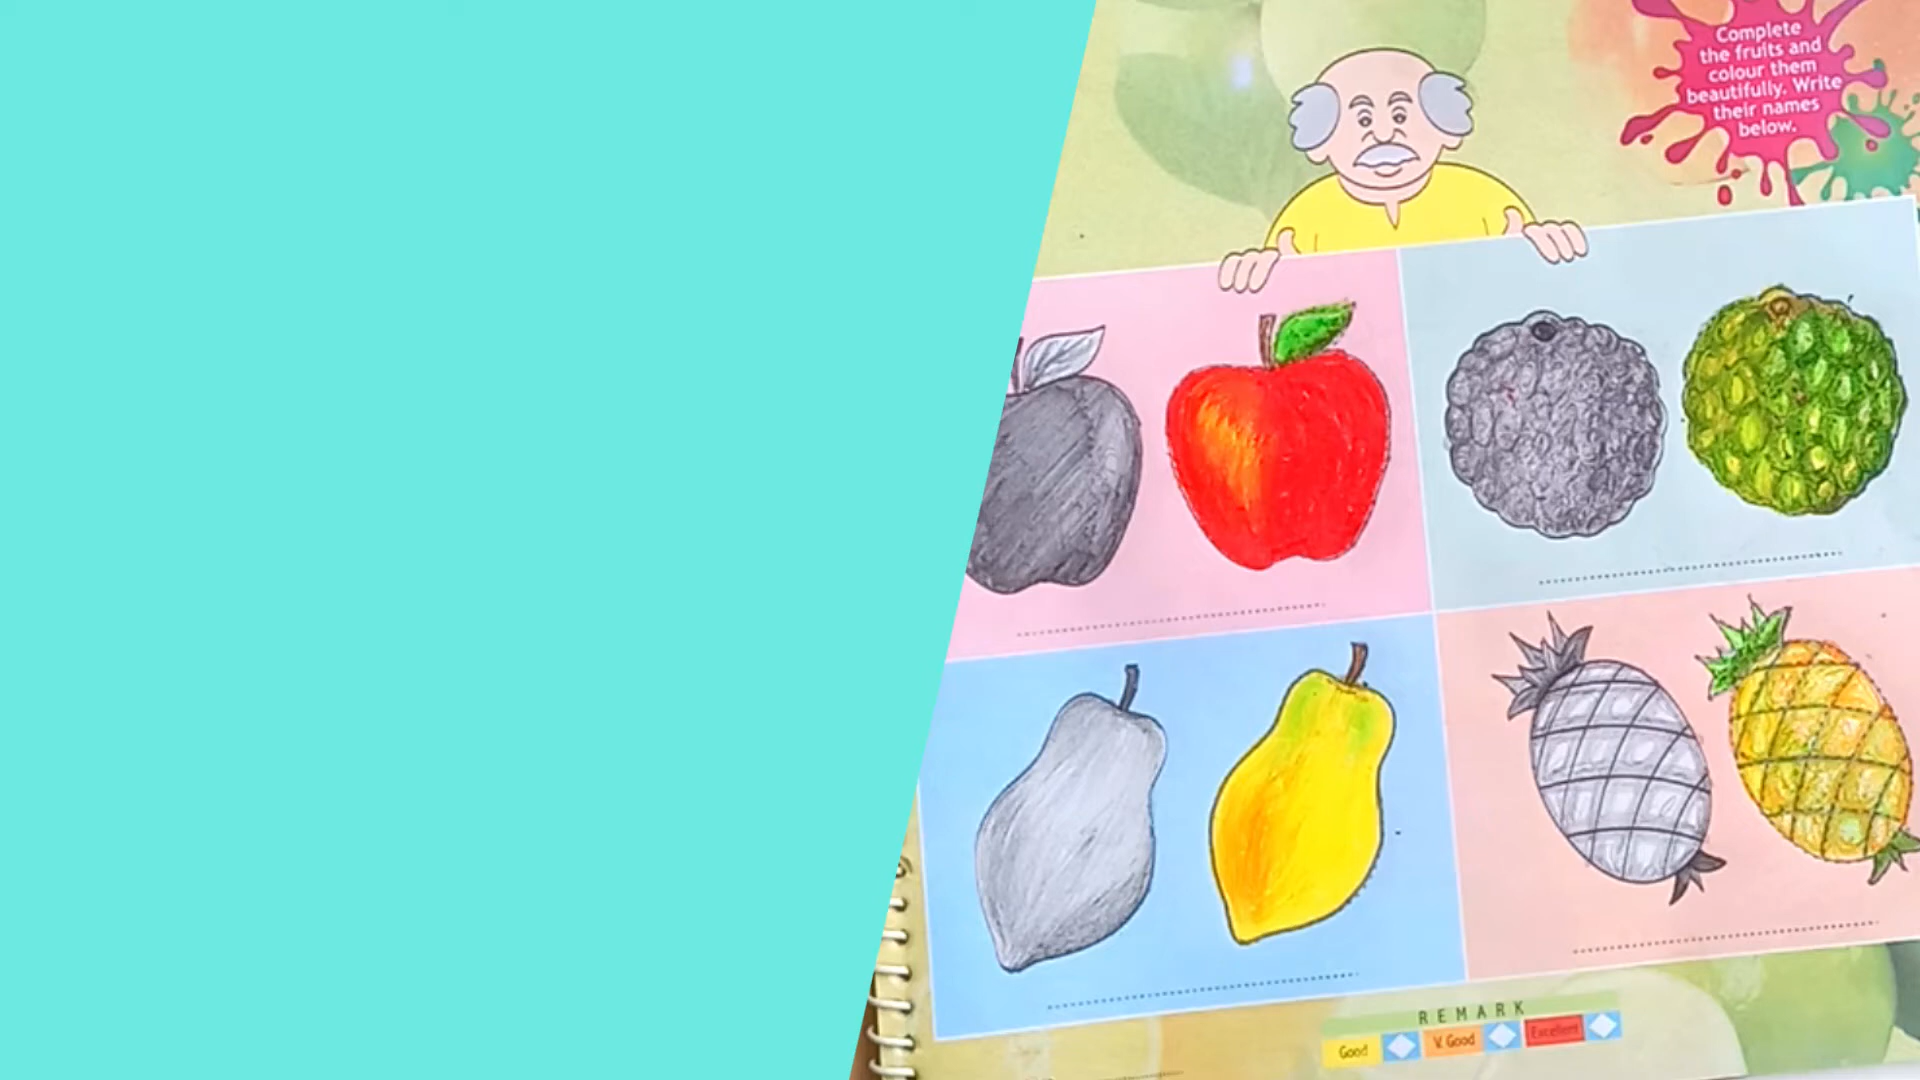 Complete
the fruits and
colour them
beautifully. Write
their names
below.
REMARK
Good
V. Good
Excellent